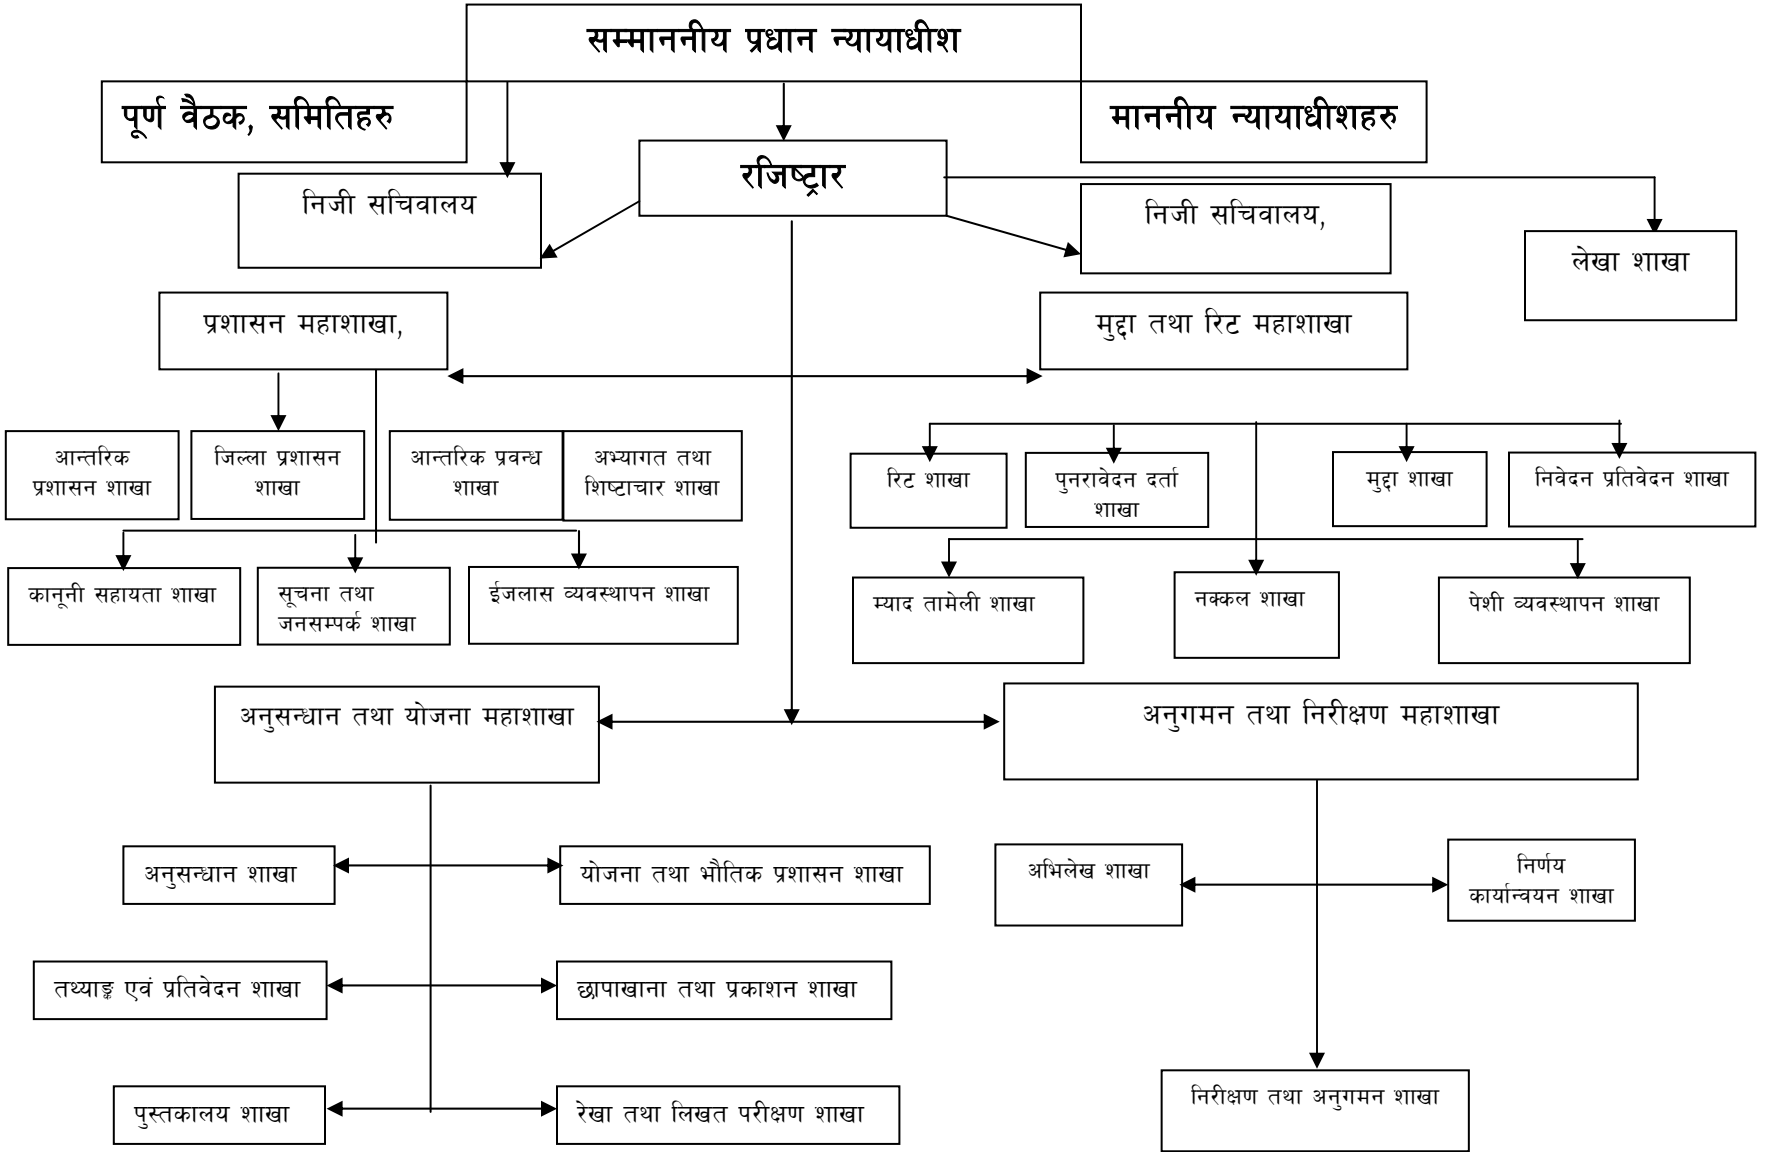 सम्माननीय प्रधान न्यायाधीश
पूर्ण वैठक, समितिहरु
माननीय न्यायाधीशहरु
रजिष्ट्रार
निजी सचिवालय
निजी सचिवालय,
लेखा शाखा
प्रशासन महाशाखा,
मुद्दा तथा रिट महाशाखा
आन्तरिक
प्रशासन शाखा
जिल्ला प्रशासन
शाखा
आन्तरिक प्रवन्ध
शाखा
अभ्यागत तथा
शिष्टाचार शाखा
रिट शाखा
पुनरावेदन दर्ता
शाखा
मुद्दा शाखा
निवेदन प्रतिवेदन शाखा
कानूनी सहायता शाखा
सूचना तथा
जनसम्पर्क शाखा
ईजलास व्यवस्थापन शाखा
म्याद तामेली शाखा
नक्कल शाखा
पेशी व्यवस्थापन शाखा
अनुसन्धान तथा योजना महाशाखा
अनुगमन तथा निरीक्षण महाशाखा
अनुसन्धान शाखा
योजना तथा भौतिक प्रशासन शाखा
अभिलेख शाखा
निर्णय
कार्यान्वयन शाखा
तथ्याङ्क एवं प्रतिवेदन शाखा
छापाखाना तथा प्रकाशन शाखा
पुस्तकालय शाखा
रेखा तथा लिखत परीक्षण शाखा
निरीक्षण तथा अनुगमन शाखा